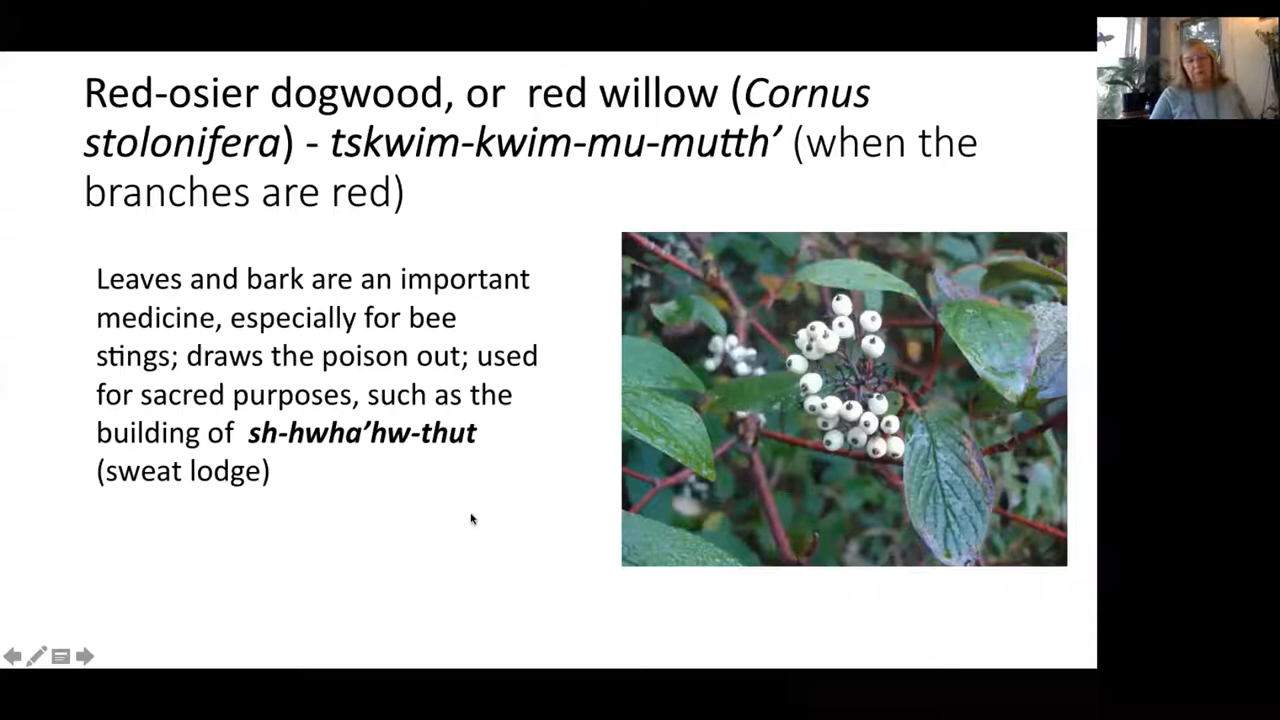 Red-osier dogwood, or red willow (Cornus
stolonifera) - tskwim-kwim-mu-mutth’ (when the
branches are red)
Leaves and bark are an important
medicine, especially for bee
stings; draws the poison out; used
for sacred purposes, such as the
building of sh-hwha’hw-thut
(sweat lodge)